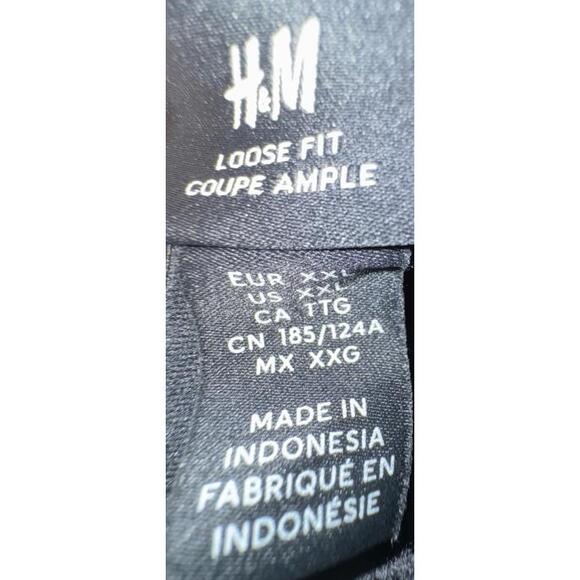 H&M
LOOSE FIT
COUPE AMPLE
EUR XXL
US XXL
CA TTG
CN 185/124A
MX XXG
MADE IN
INDONESIA
FABRIQUÉ EN
INDONÉSIE